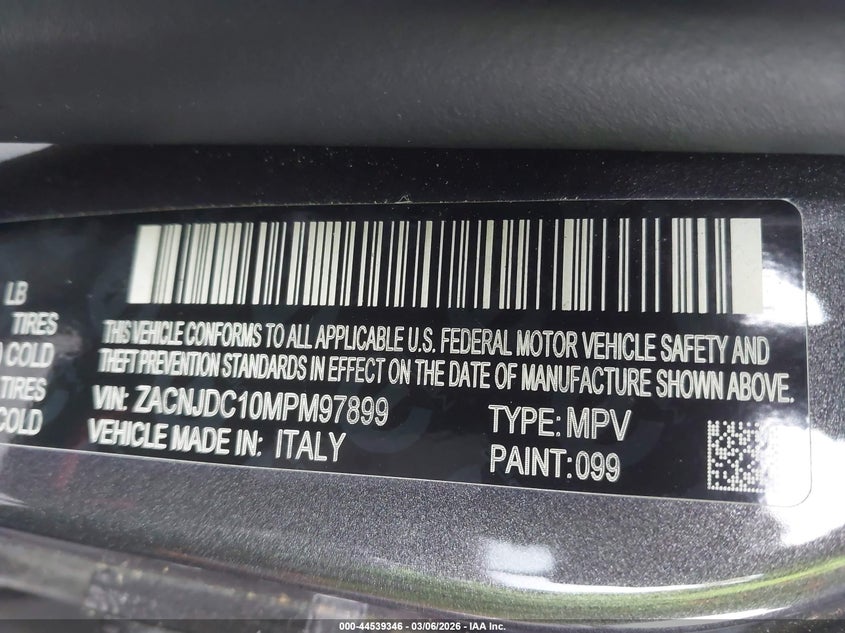 LB
TIRES
COLD
TIRES
COLD
THIS VEHICLE CONFORMS TO ALL APPLICABLE U.S. FEDERAL MOTOR VEHICLE SAFETY AND
THEFT PREVENTION STANDARDS IN EFFECT ON THE DATE OF MANUFACTURE SHOWN ABOVE.
VIN: ZACNJDC10MPM97899
TYPE: MPV
VEHICLE MADE IN: ITALY
PAINT: 099
000-44539346 - 03/06/2026 - IAA Inc.